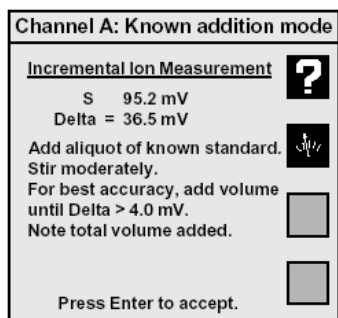 Channel A: Known addition mode
Incremental Ion Measurement
?
S 95.2 mV
Delta = 36.5 mV
Add aliquot of known standard.
Stir moderately.
For best accuracy, add volume
until Delta > 4.0 mV.
Note total volume added.
Press Enter to accept.